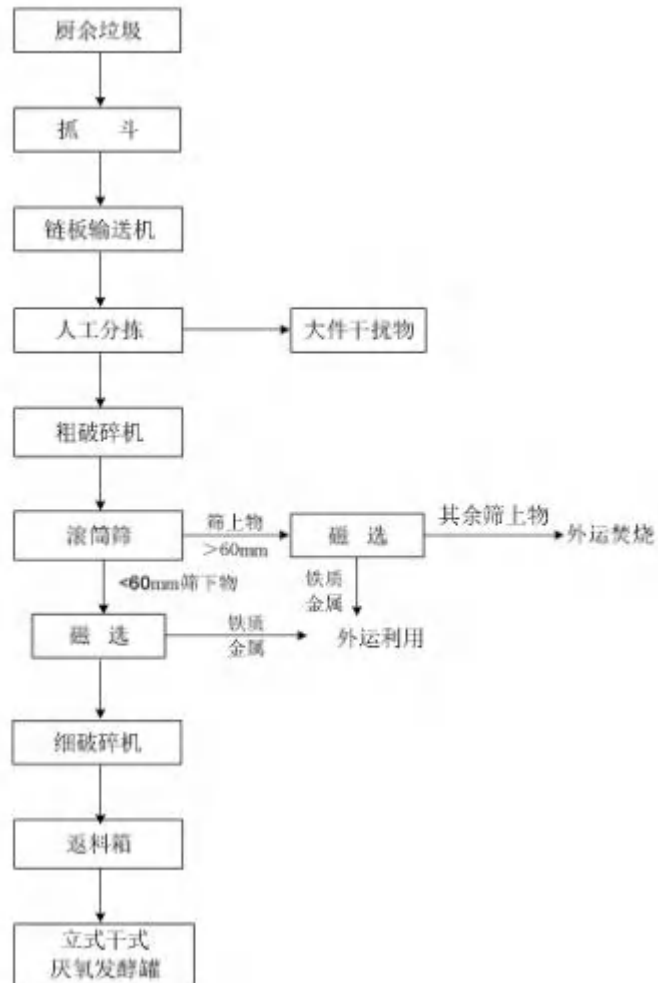 厨余垃圾
抓 斗
链板输送机
人工分拣
大件干扰物
粗破碎机
滚筒筛
筛上物
>60mm
磁 选
其余筛上物
外运焚烧
<60mm筛下物
铁质
金属
磁 选
铁质
金属
外运利用
细破碎机
返料箱
立式干式
厌氧发酵罐